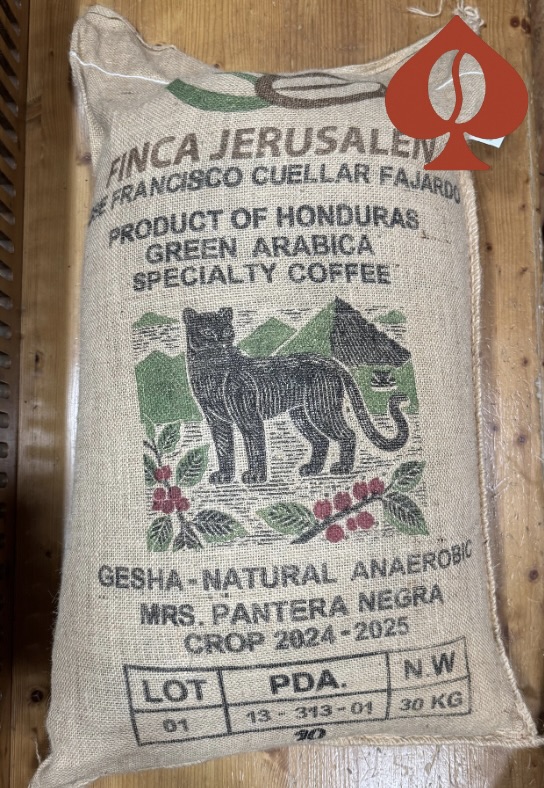 FINCA JERUSALEN
FRANCISCO CUELLAR FAJARDO
PRODUCT OF HONDURAS
GREEN ARABICA
SPECIALTY COFFEE
GESHA - NATURAL ANAEROBIC
MRS. PANTERA NEGRA
CROP 2024 - 2025
LOT PDA. N.W
01 13 - 313 - 01 30 KG